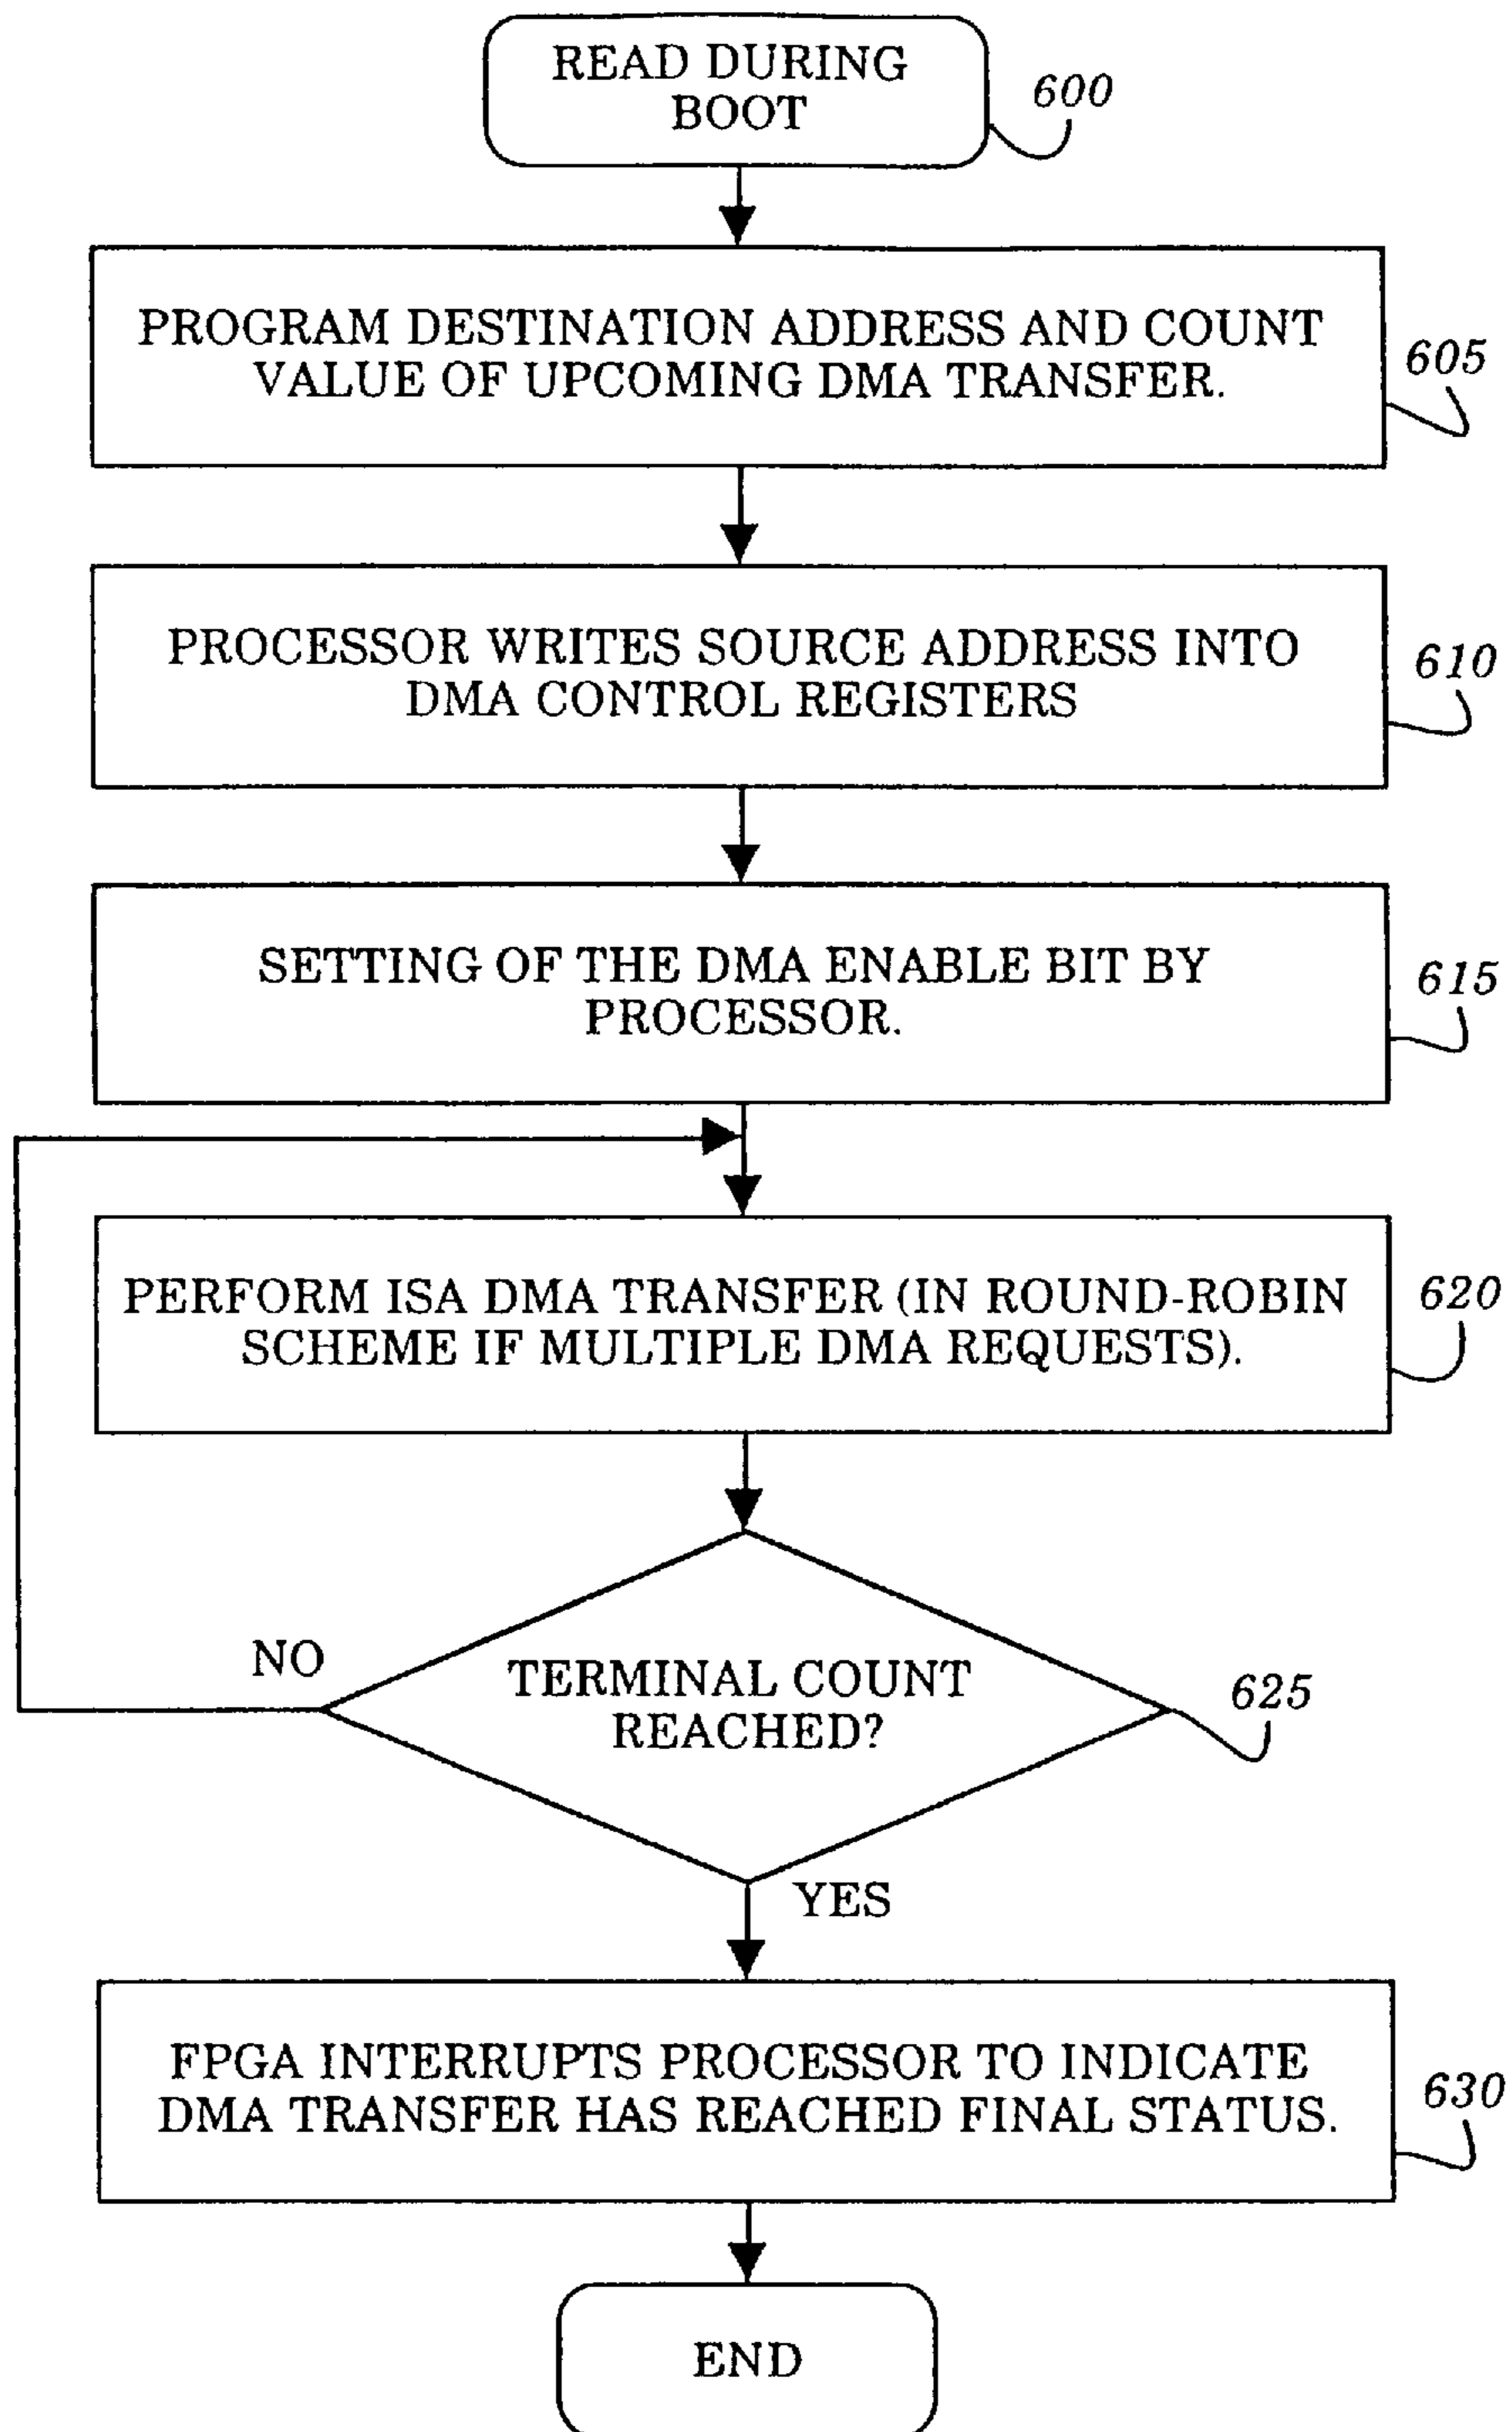 READ DURING
BOOT
600
PROGRAM DESTINATION ADDRESS AND COUNT
VALUE OF UPCOMING DMA TRANSFER.
605
PROCESSOR WRITES SOURCE ADDRESS INTO
DMA CONTROL REGISTERS
610
SETTING OF THE DMA ENABLE BIT BY
PROCESSOR.
615
PERFORM ISA DMA TRANSFER (IN ROUND-ROBIN
SCHEME IF MULTIPLE DMA REQUESTS).
620
NO
TERMINAL COUNT
REACHED?
625
YES
FPGA INTERRUPTS PROCESSOR TO INDICATE
DMA TRANSFER HAS REACHED FINAL STATUS.
630
END